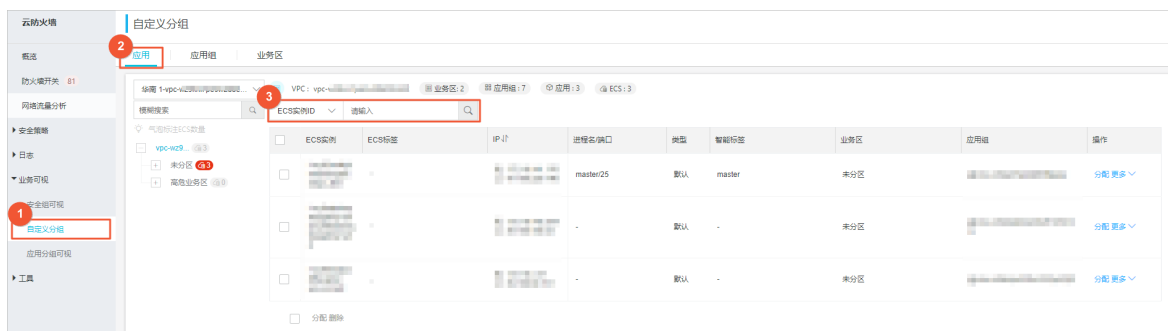 云防火墙
自定义分组
概览
防火墙开关 81
网络流量分析
安全策略
日志
业务可视
安全组可视
1
自定义分组
应用分组可视
工具
2
应用 应用组 业务区
华南 1-vpc- VPC: vpc- 业务区: 2 应用组: 7 应用: 3 ECS: 3
3
模糊搜索 ECS实例ID 请输入
气泡标注ECS数量
vpc-wz9... 3
未分区 3
高危业务区 0
ECS实例 ECS标签 IP 进程名/端口 类型 智能标签 业务区 应用组 操作
master/25 默认 master 未分区 分配 更多
- 默认 - 未分区 分配 更多
- 默认 - 未分区 分配 更多
分配 删除